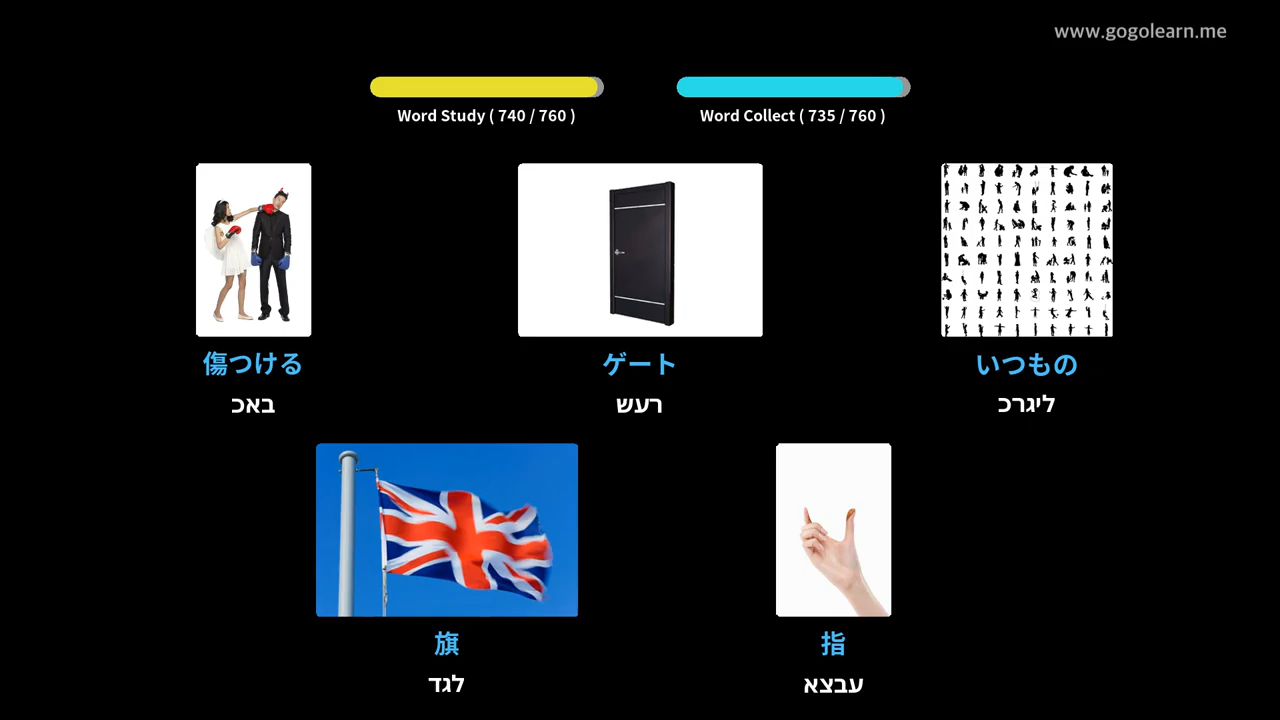 www.gogolearn.me
Word Study ( 740 / 760 )
Word Collect ( 735 / 760 )
傷つける
באכ
ゲート
רעש
いつもの
ליגרכ
旗
לגד
指
עבצא